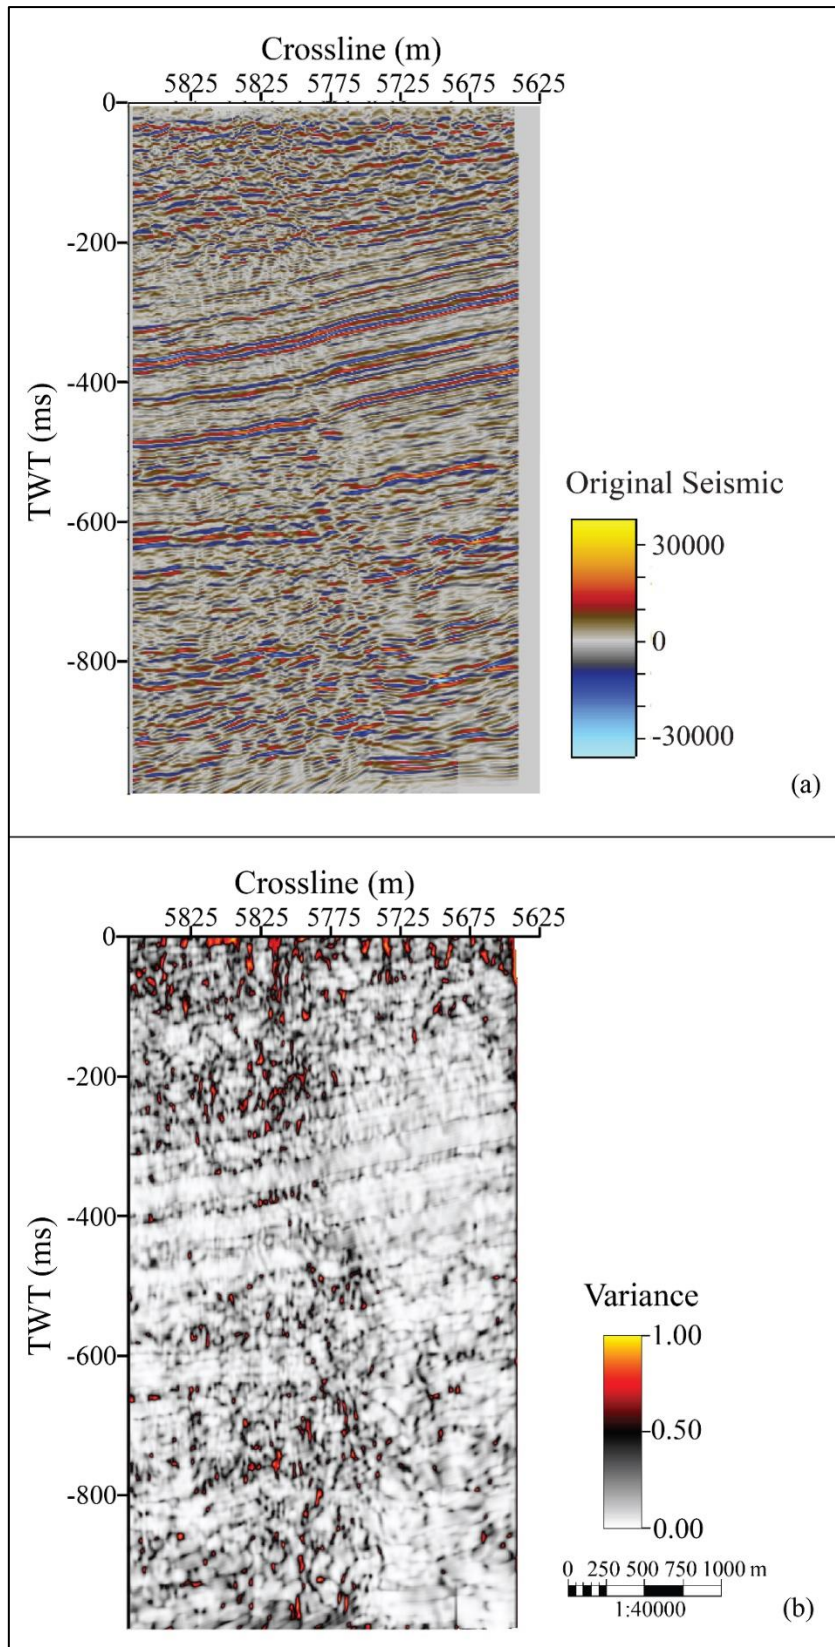 Crossline (m)
5825 5825 5775 5725 5675 5625
0
-200
-400
-600
-800
TWT (ms)
Original Seismic
30000
0
-30000
(a)
Crossline (m)
5825 5825 5775 5725 5675 5625
0
-200
-400
-600
-800
TWT (ms)
Variance
1.00
0.50
0.00
0 250 500 750 1000 m
1:40000
(b)